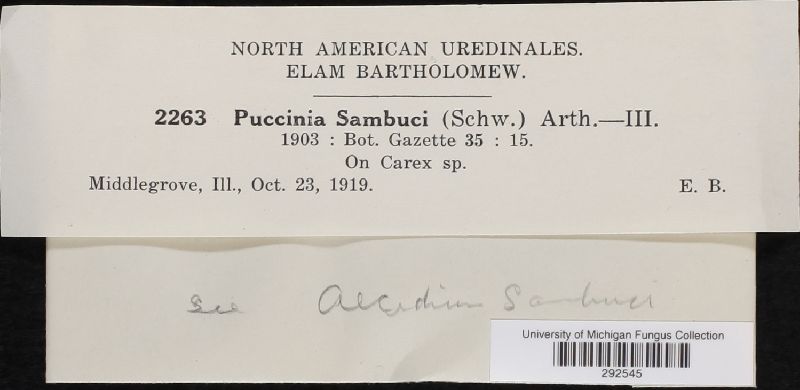 NORTH AMERICAN UREDINALES.
ELAM BARTHOLOMEW.
2263 Puccinia Sambuci (Schw.) Arth.—III.
1903 : Bot. Gazette 35 : 15.
On Carex sp.
Middlegrove, Ill., Oct. 23, 1919. E. B.
see Aecidium Sambuci
University of Michigan Fungus Collection
292545